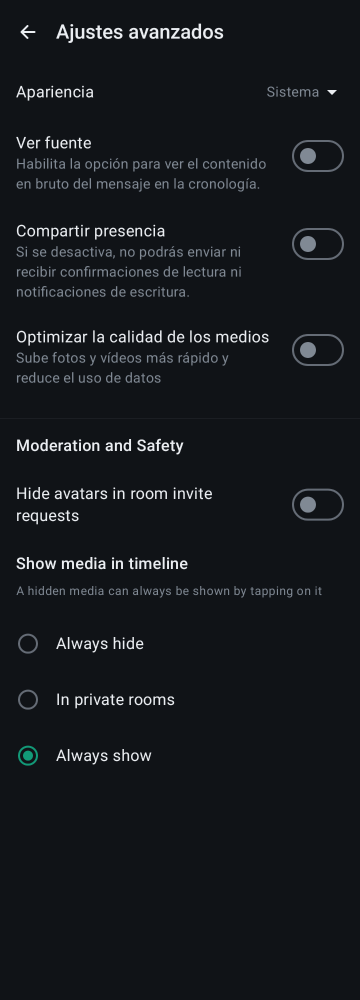 Ajustes avanzados
Apariencia
Sistema
Ver fuente
Habilita la opción para ver el contenido
en bruto del mensaje en la cronología.
Compartir presencia
Si se desactiva, no podrás enviar ni
recibir confirmaciones de lectura ni
notificaciones de escritura.
Optimizar la calidad de los medios
Sube fotos y vídeos más rápido y
reduce el uso de datos
Moderation and Safety
Hide avatars in room invite
requests
Show media in timeline
A hidden media can always be shown by tapping on it
Always hide
In private rooms
Always show